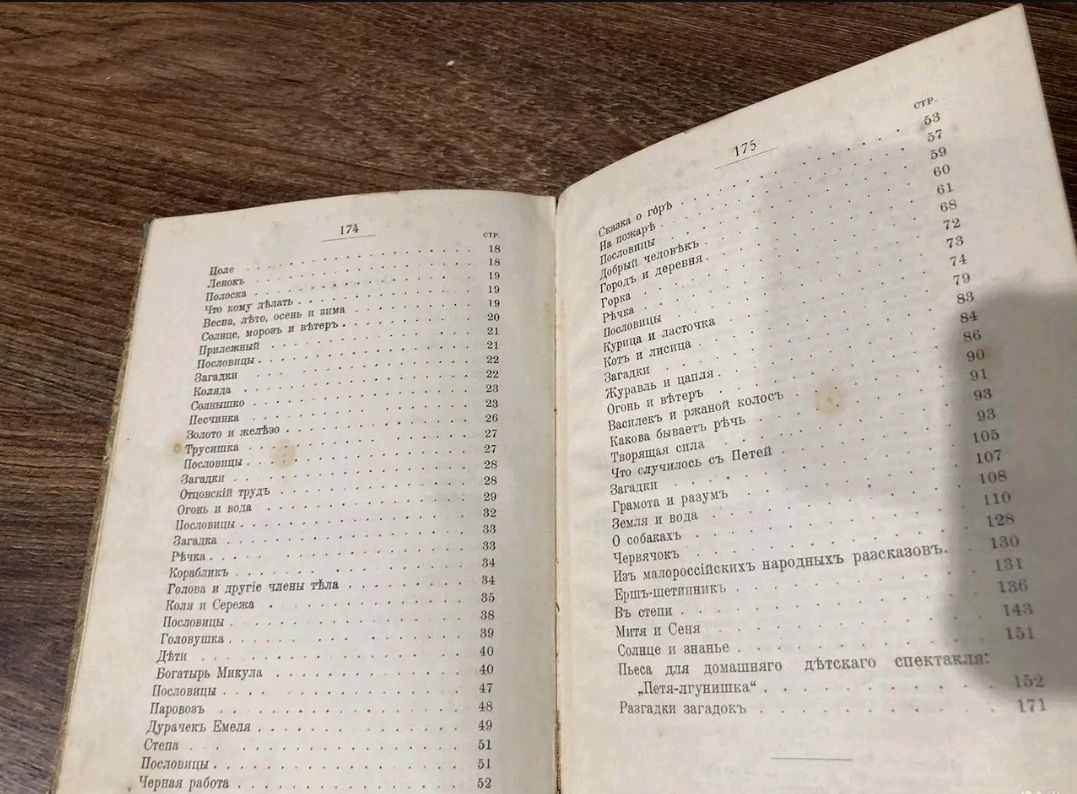 174
СТР.
Поле 18
Ленокъ 18
Полоска 19
Что кому дѣлать 19
Весна, лѣто, осень и зима 19
Солнце, морозъ и вѣтеръ 20
Прилежный 21
Пословицы 21
Загадки 22
Коляда 22
Солнышко 23
Песчинка 23
Золото и желѣзо 26
Трусишка 27
Пословицы 27
Загадки 28
Отцовскій трудъ 28
Огонь и вода 29
Пословицы 32
Загадка 33
Рѣчка 33
Корабликъ 34
Голова и другіе члены тѣла 34
Коля и Сережа 35
Пословицы 38
Головушка 39
Дѣти 40
Богатырь Микула 40
Пословицы 47
Паровозъ 48
Дурачекъ Емеля 49
Степа 51
Пословицы 51
Черная работа 52
175
СТР.
Сказка о горѣ 53
На пожарѣ 57
Пословицы 59
Добрый человѣкъ 60
Городъ и деревня 61
Горка 68
Рѣчка 72
Пословицы 73
Курица и ласточка 74
Котъ и лисица 79
Загадки 83
Журавль и цапля 84
Огонь и вѣтеръ 86
Василекъ и ржаной колосъ 90
Какова бываетъ рѣчь 91
Творящая сила 93
Что случилось съ Петей 93
Загадки 105
Грамота и разумъ 107
Земля и вода 108
О собакахъ 110
Червячокъ 128
Изъ малороссійскихъ народныхъ разсказовъ 130
Ершъ-щетинникъ 131
Въ степи 136
Митя и Сеня 143
Солнце и знанье 151
Пьеса для домашняго дѣтскаго спектакля:
„Петя-лгунишка“ 152
Разгадки загадокъ 171